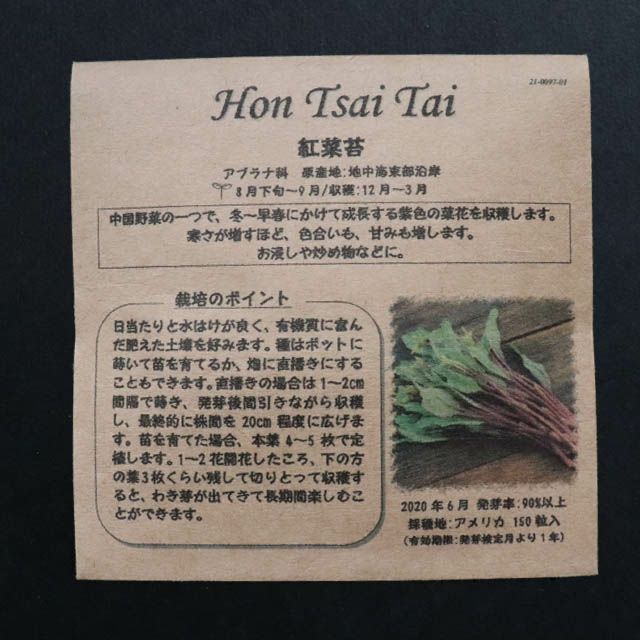 21-0097-01
Hon Tsai Tai
紅菜苔
アブラナ科 原産地:地中海東部沿岸
8月下旬～9月/収穫:12月～3月
中国野菜の一つで、冬～早春にかけて成長する紫色の菜花を収穫します。
寒さが増すほど、色合いも、甘みも増します。
お浸しや炒め物などに。
栽培のポイント
日当たりと水はけが良く、有機質に富ん
だ肥えた土壌を好みます。種はポットに
蒔いて苗を育てるか、畑に直播きにする
こともできます。直播きの場合は1～2cm
間隔で蒔き、発芽後間引きながら収穫
し、最終的に株間を20cm程度に広げま
す。苗を育てた場合、本葉4～5枚で定
植します。1～2花開花したころ、下の方
の葉3枚くらい残して切りとって収穫す
ると、わき芽が出てきて長期間楽しむこ
とができます。
2020年6月 発芽率:90%以上
採種地:アメリカ 150粒入
(有効期限:発芽検定月より1年)